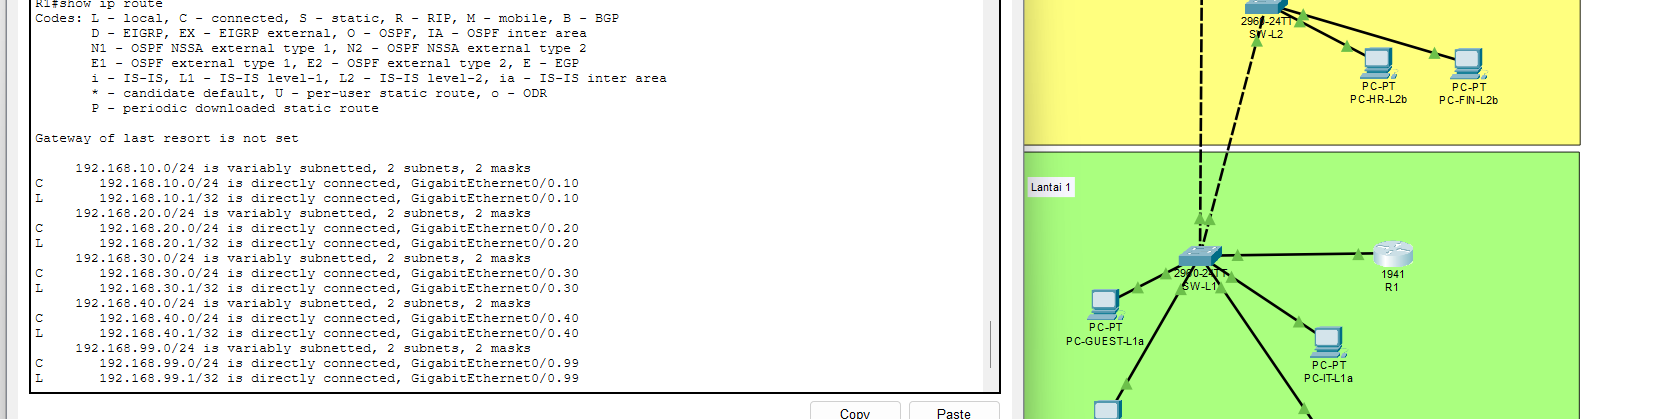 R1#show ip route
Codes: L - local, C - connected, S - static, R - RIP, M - mobile, B - BGP
D - EIGRP, EX - EIGRP external, O - OSPF, IA - OSPF inter area
N1 - OSPF NSSA external type 1, N2 - OSPF NSSA external type 2
E1 - OSPF external type 1, E2 - OSPF external type 2, E - EGP
i - IS-IS, L1 - IS-IS level-1, L2 - IS-IS level-2, ia - IS-IS inter area
* - candidate default, U - per-user static route, o - ODR
P - periodic downloaded static route
Gateway of last resort is not set
192.168.10.0/24 is variably subnetted, 2 subnets, 2 masks
C 192.168.10.0/24 is directly connected, GigabitEthernet0/0.10
L 192.168.10.1/32 is directly connected, GigabitEthernet0/0.10
192.168.20.0/24 is variably subnetted, 2 subnets, 2 masks
C 192.168.20.0/24 is directly connected, GigabitEthernet0/0.20
L 192.168.20.1/32 is directly connected, GigabitEthernet0/0.20
192.168.30.0/24 is variably subnetted, 2 subnets, 2 masks
C 192.168.30.0/24 is directly connected, GigabitEthernet0/0.30
L 192.168.30.1/32 is directly connected, GigabitEthernet0/0.30
192.168.40.0/24 is variably subnetted, 2 subnets, 2 masks
C 192.168.40.0/24 is directly connected, GigabitEthernet0/0.40
L 192.168.40.1/32 is directly connected, GigabitEthernet0/0.40
192.168.99.0/24 is variably subnetted, 2 subnets, 2 masks
C 192.168.99.0/24 is directly connected, GigabitEthernet0/0.99
L 192.168.99.1/32 is directly connected, GigabitEthernet0/0.99
Copy
Paste
2960-24TT
SW-L2
PC-PT
PC-HR-L2b
PC-PT
PC-FIN-L2b
Lantai 1
2960-24TT
SW-L1
1941
R1
PC-PT
PC-GUEST-L1a
PC-PT
PC-IT-L1a